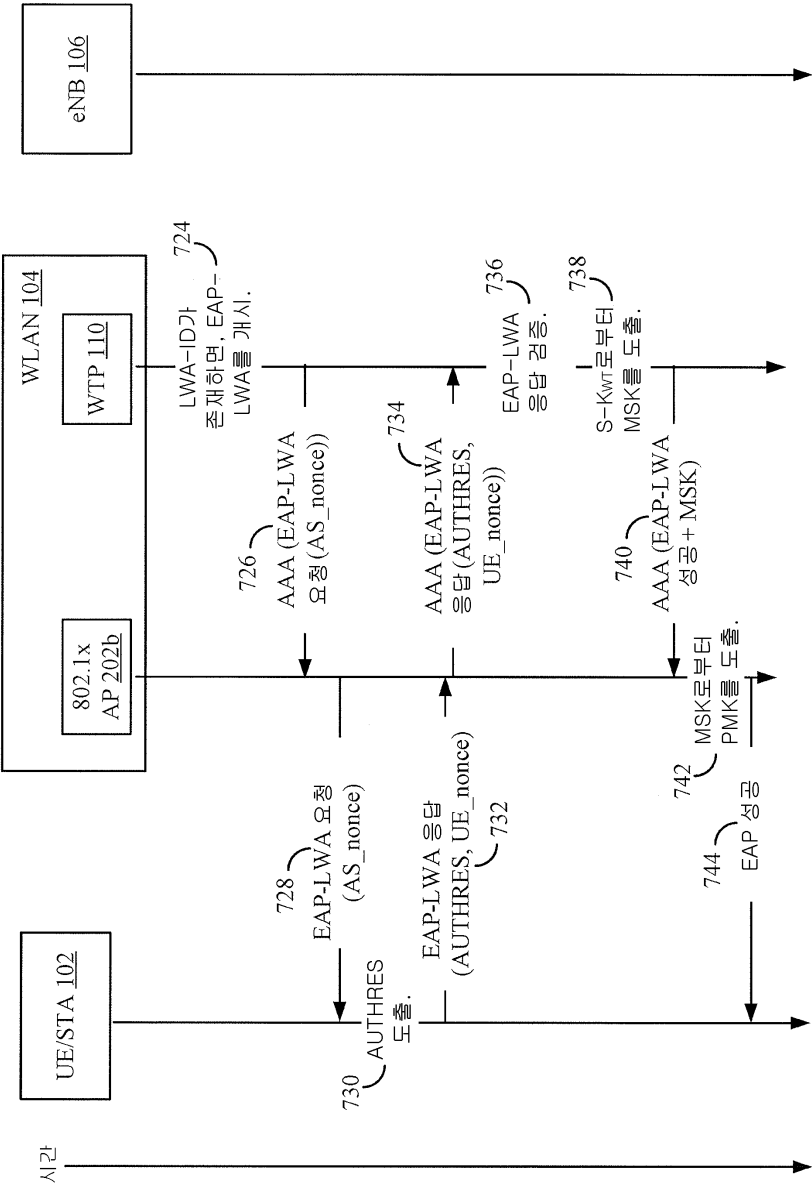 시간
UE/STA 102
WLAN 104
802.1x
AP 202b
WTP 110
eNB 106
724
LWA-ID가
존재하면, EAP-
LWA를 개시.
726
AAA (EAP-LWA
요청(AS_nonce))
728
EAP-LWA 요청
(AS_nonce)
730
AUTHRES
도출.
EAP-LWA 응답
(AUTHRES, UE_nonce)
732
734
AAA (EAP-LWA
응답(AUTHRES,
UE_nonce))
736
EAP-LWA
응답 검증.
738
S-KWT로부터
MSK를 도출.
740
AAA (EAP-LWA
성공 + MSK)
742
MSK로부터
PMK를 도출.
744
EAP 성공